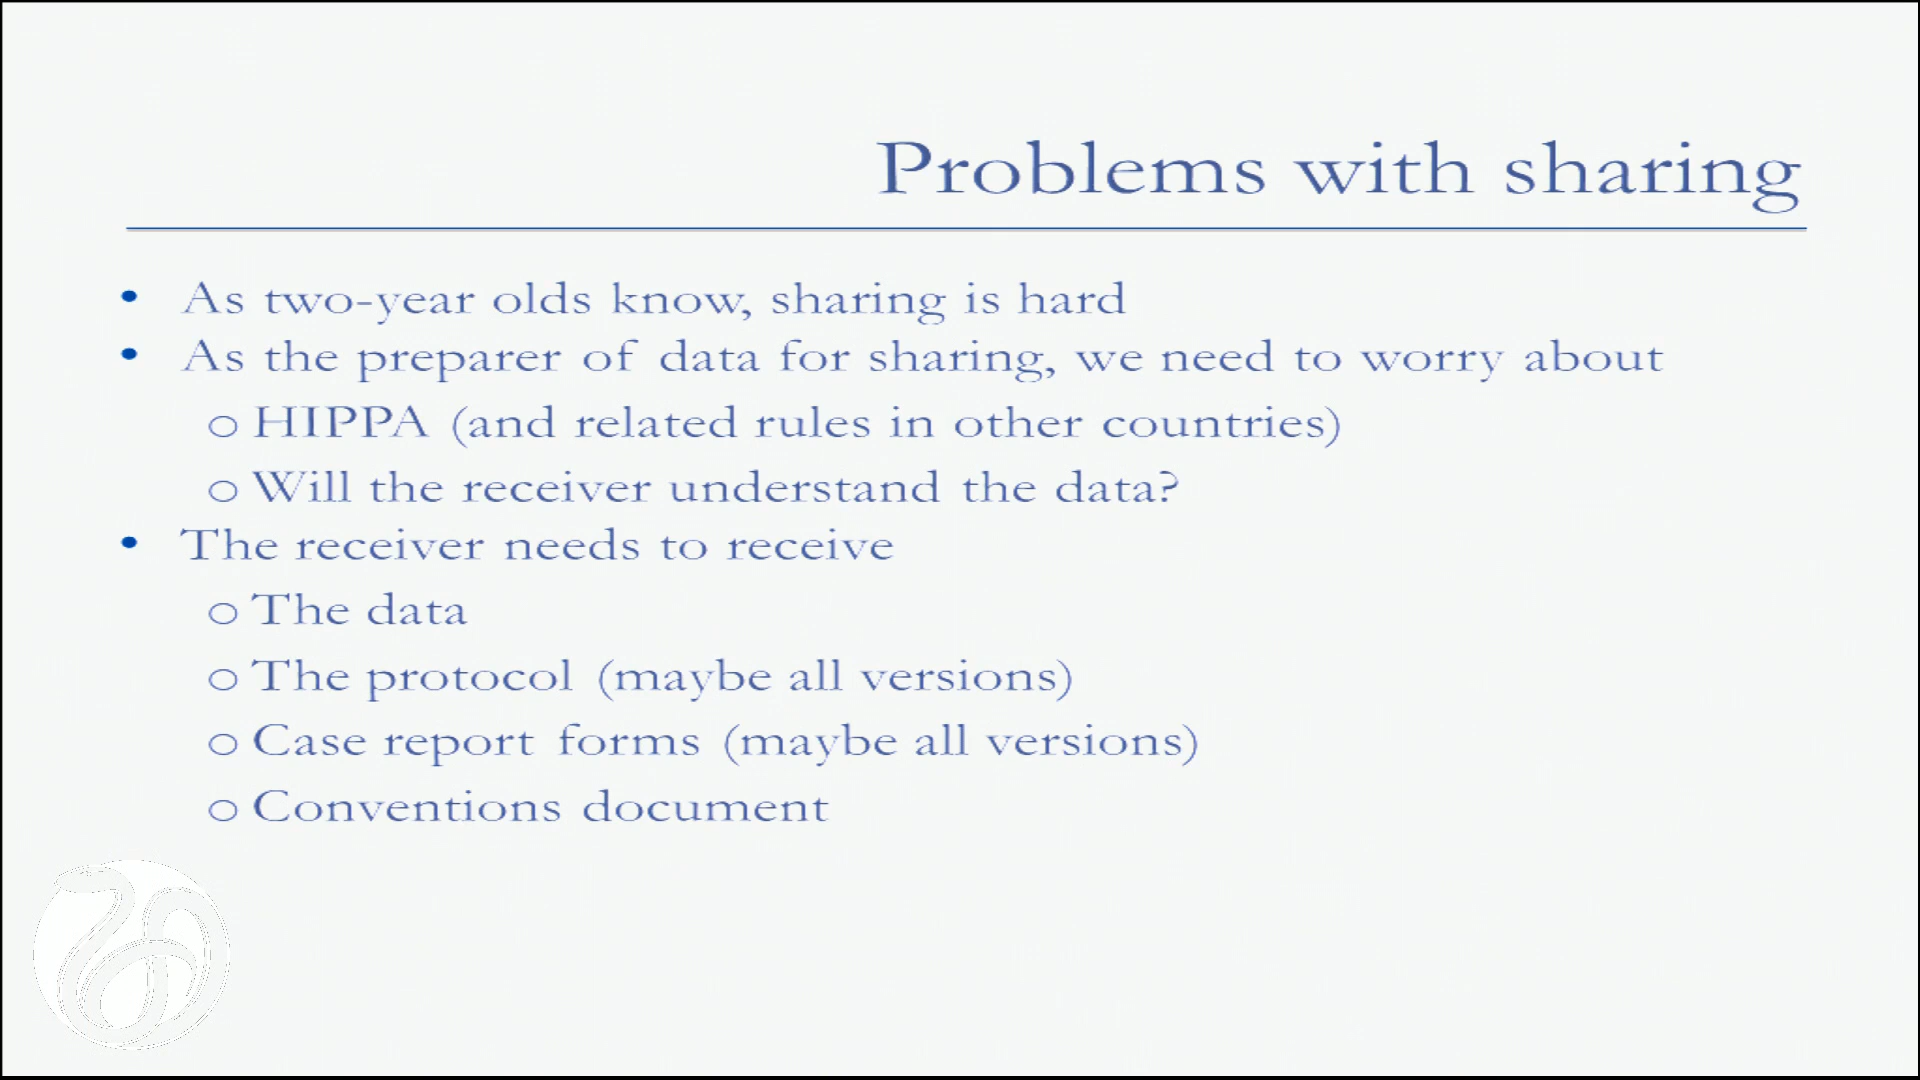 Problems with sharing
• As two-year olds know, sharing is hard
• As the preparer of data for sharing, we need to worry about
o HIPPA (and related rules in other countries)
o Will the receiver understand the data?
• The receiver needs to receive
o The data
o The protocol (maybe all versions)
o Case report forms (maybe all versions)
o Conventions document